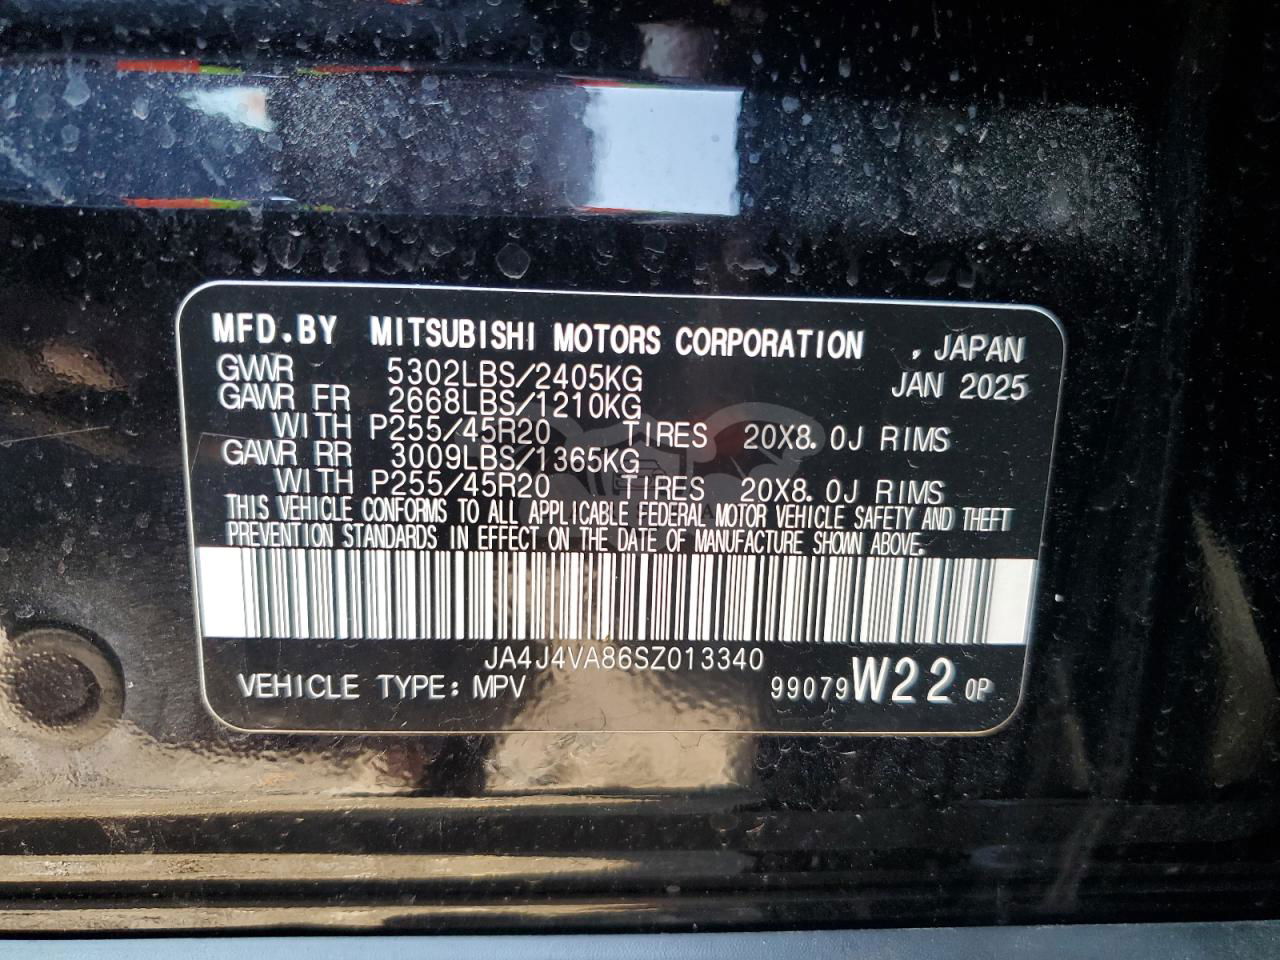 MFD.BY MITSUBISHI MOTORS CORPORATION , JAPAN
GVWR 5302LBS/2405KG JAN 2025
GAWR FR 2668LBS/1210KG
WITH P255/45R20 TIRES 20X8.0J RIMS
GAWR RR 3009LBS/1365KG
WITH P255/45R20 TIRES 20X8.0J RIMS
THIS VEHICLE CONFORMS TO ALL APPLICABLE FEDERAL MOTOR VEHICLE SAFETY AND THEFT
PREVENTION STANDARDS IN EFFECT ON THE DATE OF MANUFACTURE SHOWN ABOVE.
JA4J4VA86SZ013340
VEHICLE TYPE: MPV 99079W22 0P